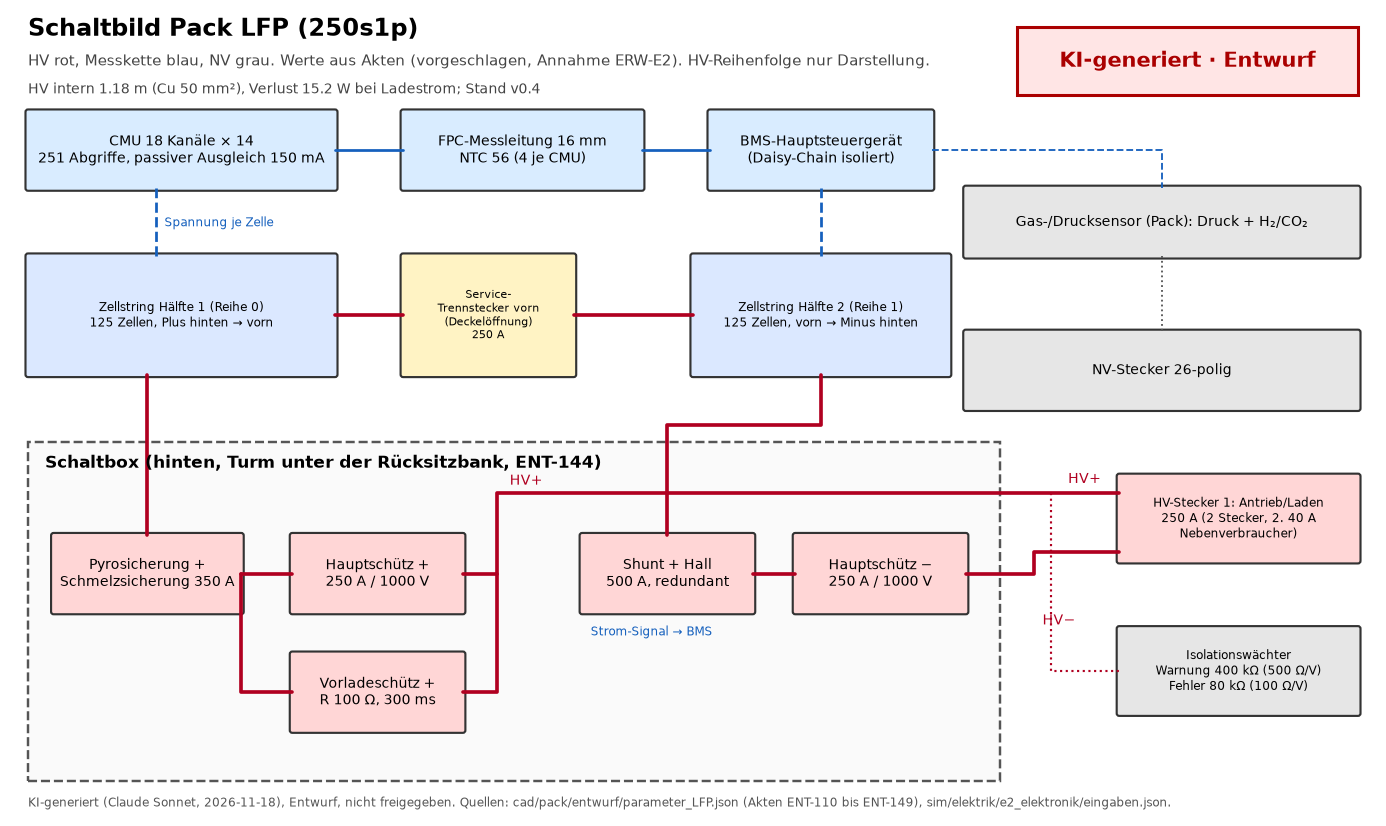 Schaltbild Pack LFP (250s1p)
HV rot, Messkette blau, NV grau. Werte aus Akten (vorgeschlagen, Annahme ERW-E2). HV-Reihenfolge nur Darstellung.
HV intern 1.18 m (Cu 50 mm²), Verlust 15.2 W bei Ladestrom; Stand v0.4
KI-generiert · Entwurf
CMU 18 Kanäle × 14
251 Abgriffe, passiver Ausgleich 150 mA
FPC-Messleitung 16 mm
NTC 56 (4 je CMU)
BMS-Hauptsteuergerät
(Daisy-Chain isoliert)
Gas-/Drucksensor (Pack): Druck + H₂/CO₂
Spannung je Zelle
Zellstring Hälfte 1 (Reihe 0)
125 Zellen, Plus hinten → vorn
Service-
Trennstecker vorn
(Deckelöffnung)
250 A
Zellstring Hälfte 2 (Reihe 1)
125 Zellen, vorn → Minus hinten
NV-Stecker 26-polig
Schaltbox (hinten, Turm unter der Rücksitzbank, ENT-144)
HV+
HV+
HV-Stecker 1: Antrieb/Laden
250 A (2 Stecker, 2. 40 A
Nebenverbraucher)
Pyrosicherung +
Schmelzsicherung 350 A
Hauptschütz +
250 A / 1000 V
Shunt + Hall
500 A, redundant
Hauptschütz −
250 A / 1000 V
Strom-Signal → BMS
HV−
Vorladeschütz +
R 100 Ω, 300 ms
Isolationswächter
Warnung 400 kΩ (500 Ω/V)
Fehler 80 kΩ (100 Ω/V)
KI-generiert (Claude Sonnet, 2026-11-18), Entwurf, nicht freigegeben. Quellen: cad/pack/entwurf/parameter_LFP.json (Akten ENT-110 bis ENT-149), sim/elektrik/e2_elektronik/eingaben.json.